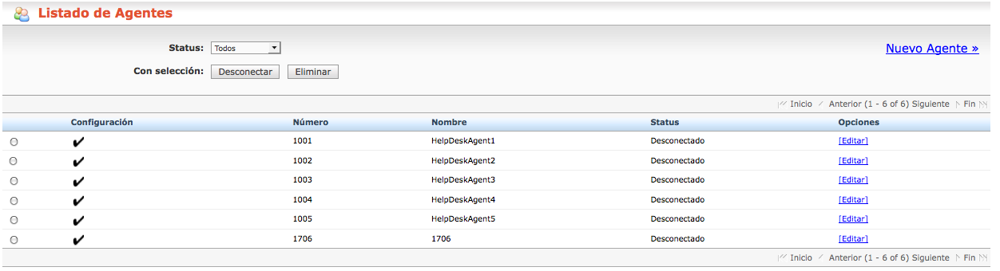 Listado de Agentes
Status: Todos
Nuevo Agente »
Con selección: Desconectar Eliminar
Inicio Anterior (1 - 6 of 6) Siguiente Fin
Configuración Número Nombre Status Opciones
1001 HelpDeskAgent1 Desconectado [Editar]
1002 HelpDeskAgent2 Desconectado [Editar]
1003 HelpDeskAgent3 Desconectado [Editar]
1004 HelpDeskAgent4 Desconectado [Editar]
1005 HelpDeskAgent5 Desconectado [Editar]
1706 1706 Desconectado [Editar]
Inicio Anterior (1 - 6 of 6) Siguiente Fin